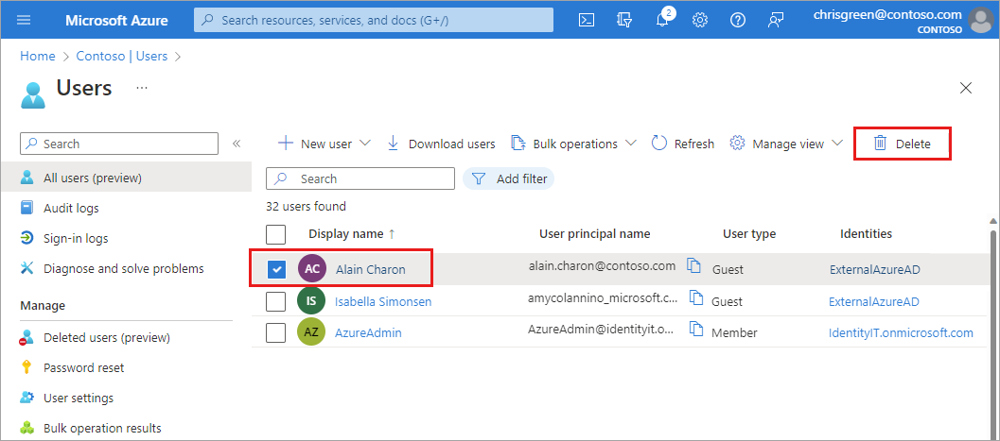 Microsoft Azure
Search resources, services, and docs (G+/)
2
chrisgreen@contoso.com
CONTOSO
Home > Contoso | Users >
Users ...
Search «
All users (preview)
Audit logs
Sign-in logs
Diagnose and solve problems
Manage
Deleted users (preview)
Password reset
User settings
Bulk operation results
New user Download users Bulk operations Refresh Manage view Delete
Search Add filter
32 users found
Display name ↑ User principal name User type Identities
AC Alain Charon alain.charon@contoso.com Guest ExternalAzureAD
IS Isabella Simonsen amycolannino_microsoft.c... Guest ExternalAzureAD
AZ AzureAdmin AzureAdmin@identityit.o... Member IdentityIT.onmicrosoft.com